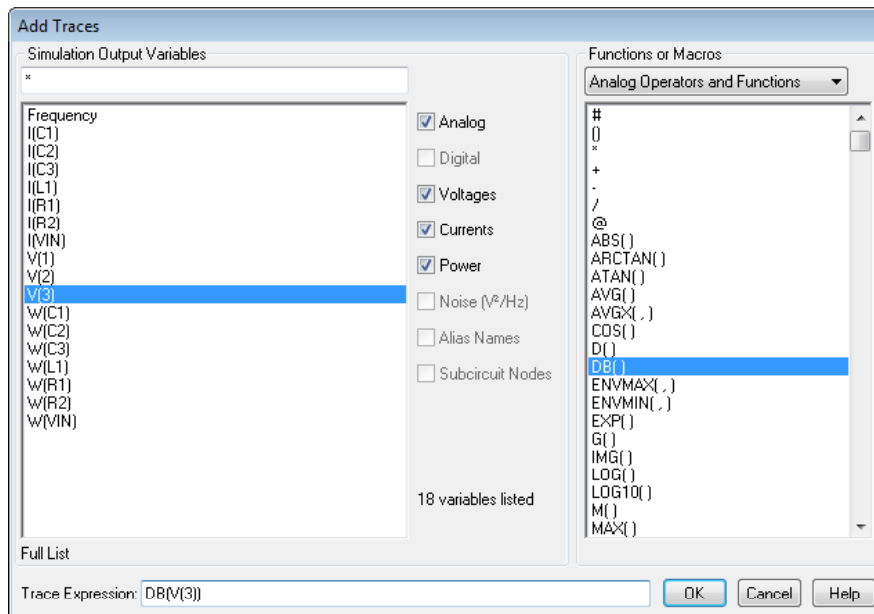 Add Traces
Simulation Output Variables
*
Frequency
I(C1)
I(C2)
I(C3)
I(L1)
I(R1)
I(R2)
I(VIN)
V(1)
V(2)
V(3)
W(C1)
W(C2)
W(C3)
W(L1)
W(R1)
W(R2)
W(VIN)
Full List
Analog
Digital
Voltages
Currents
Power
Noise (V²/Hz)
Alias Names
Subcircuit Nodes
18 variables listed
Functions or Macros
Analog Operators and Functions
#
()
*
+
-
/
@
ABS( )
ARCTAN( )
ATAN( )
AVG( )
AVGX( , )
COS( )
D( )
DB( )
ENVMAX( , )
ENVMIN( , )
EXP( )
G( )
IMG( )
LOG( )
LOG10( )
M( )
MAX( )
Trace Expression: DB(V(3))
OK
Cancel
Help